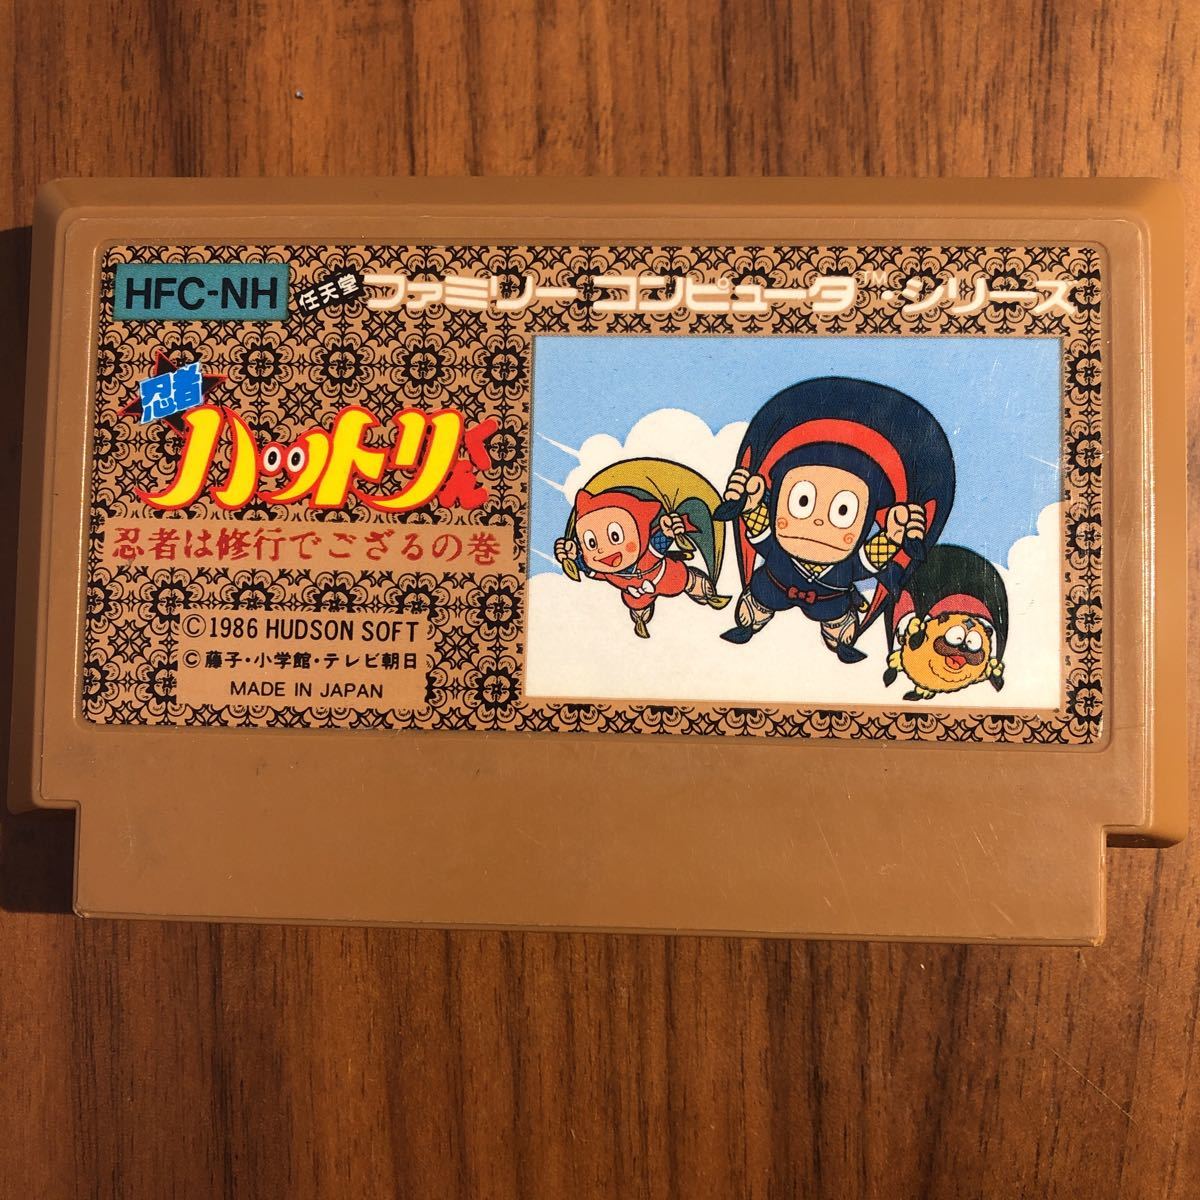 HFC-NH
任天堂 ファミリーコンピュータ™・シリーズ
忍者
ハットリくん
忍者は修行でござるの巻
©1986 HUDSON SOFT
©藤子・小学館・テレビ朝日
MADE IN JAPAN